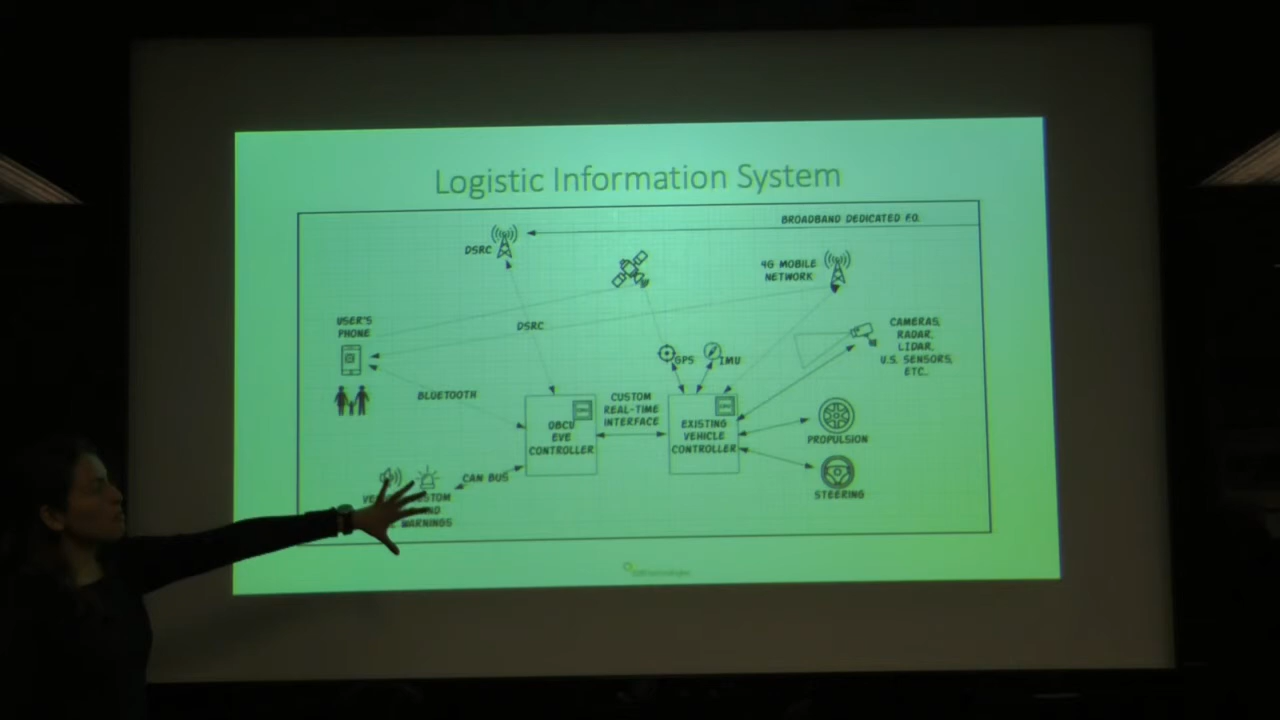 Logistic Information System
BROADBAND DEDICATED F.O.
DSRC
4G MOBILE
NETWORK
USER'S
PHONE
DSRC
CAMERAS,
RADAR,
LIDAR,
U.S. SENSORS,
ETC..
GPS
IMU
BLUETOOTH
CUSTOM
REAL-TIME
INTERFACE
OBCU
EVE
CONTROLLER
EXISTING
VEHICLE
CONTROLLER
PROPULSION
STEERING
CAN BUS
WARNINGS